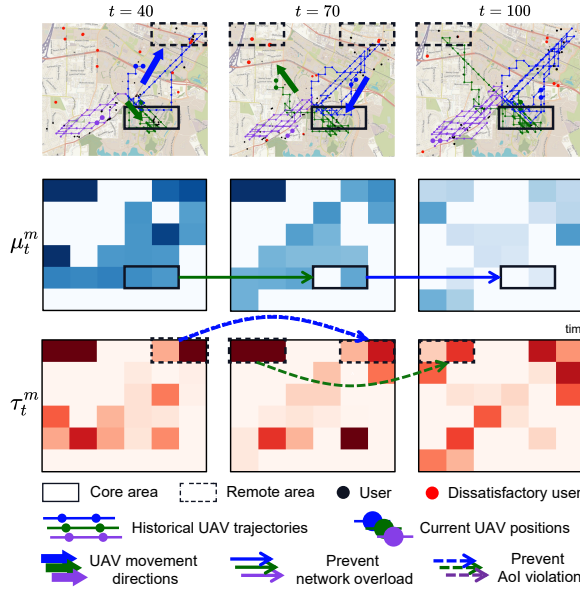 t = 40 t = 70 t = 100
μ_t^m
tim
τ_t^m
Core area Remote area User Dissatisfactory user
Historical UAV trajectories Current UAV positions
UAV movement directions Prevent network overload Prevent AoI violation